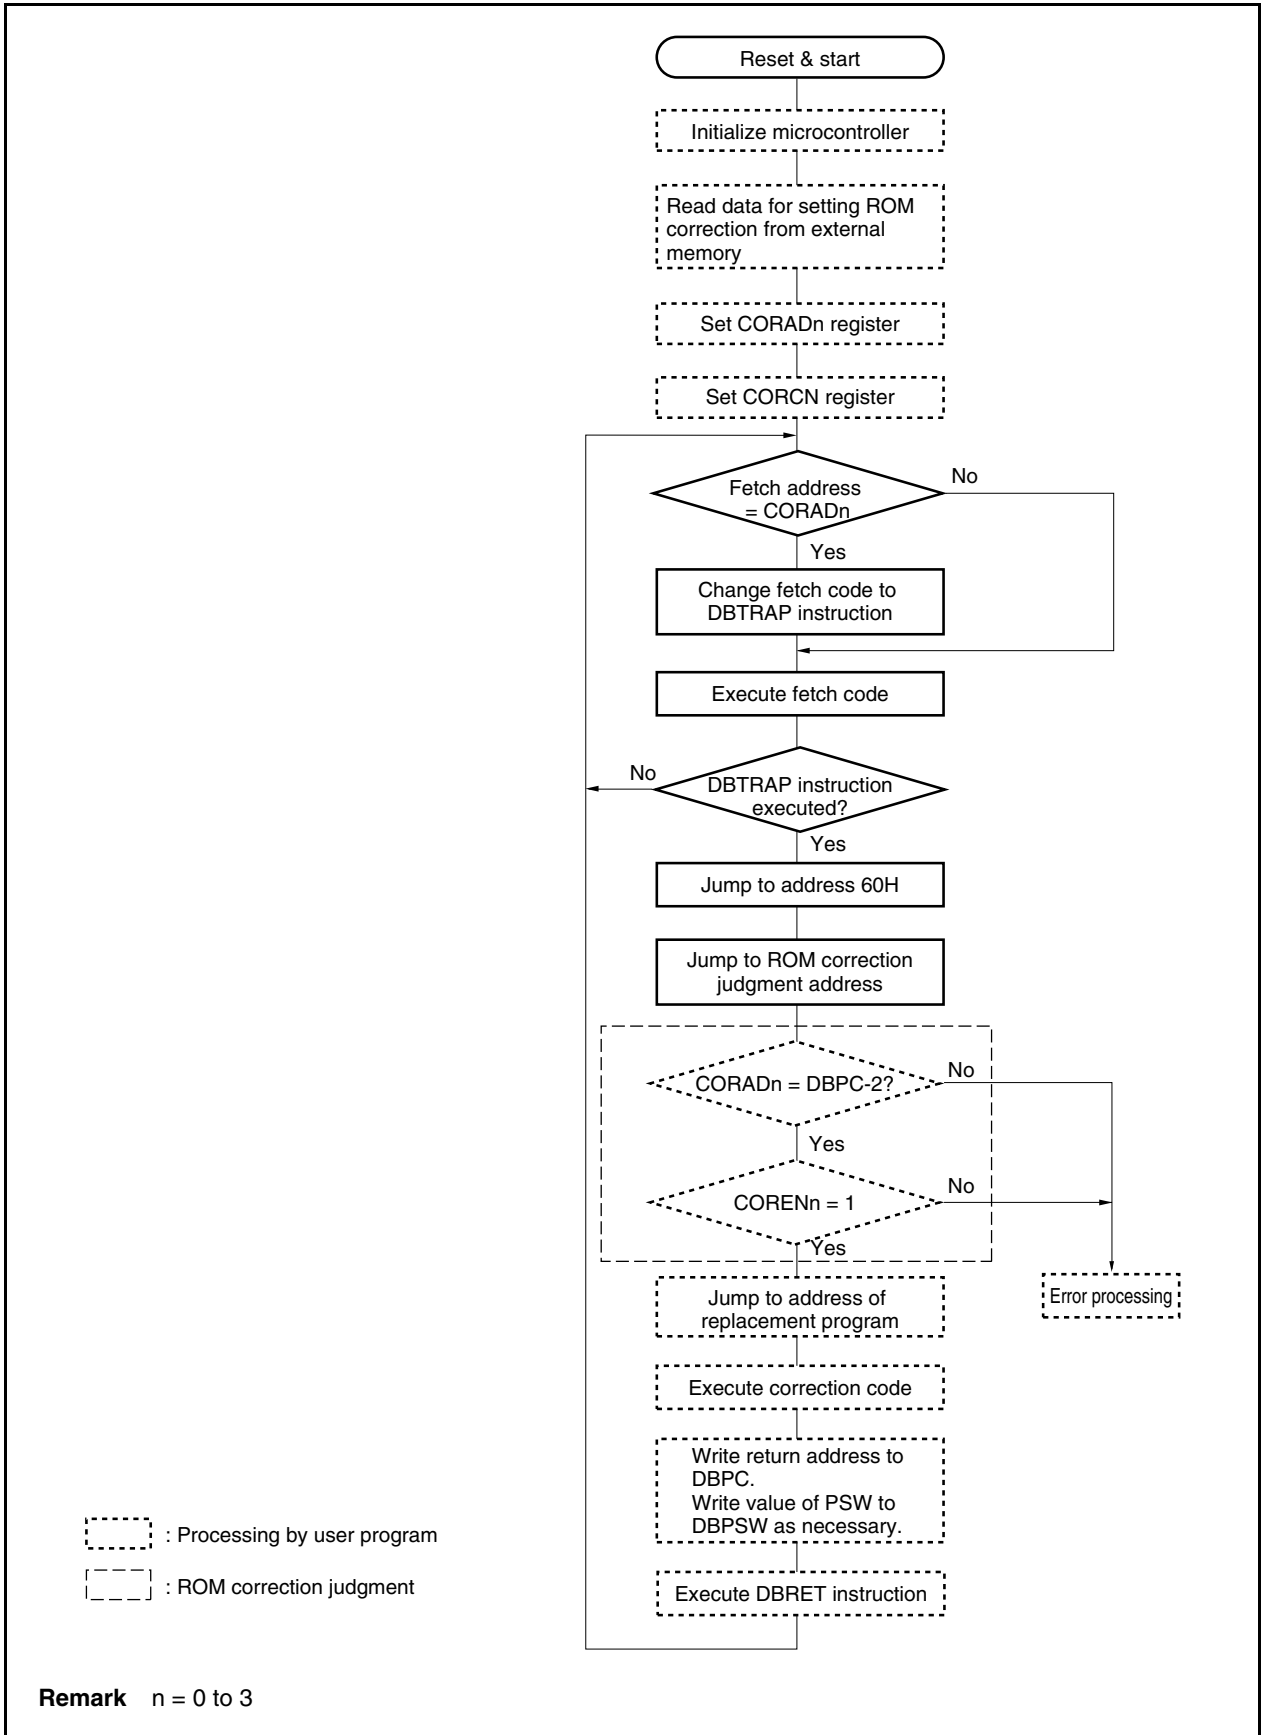 Reset & start
Initialize microcontroller
Read data for setting ROM
correction from external
memory
Set CORADn register
Set CORCN register
Fetch address
= CORADn
No
Yes
Change fetch code to
DBTRAP instruction
Execute fetch code
No
DBTRAP instruction
executed?
Yes
Jump to address 60H
Jump to ROM correction
judgment address
CORADn = DBPC-2?
No
Yes
CORENn = 1
No
Yes
Error processing
Jump to address of
replacement program
Execute correction code
Write return address to
DBPC.
Write value of PSW to
DBPSW as necessary.
Execute DBRET instruction
: Processing by user program
: ROM correction judgment
Remark n = 0 to 3